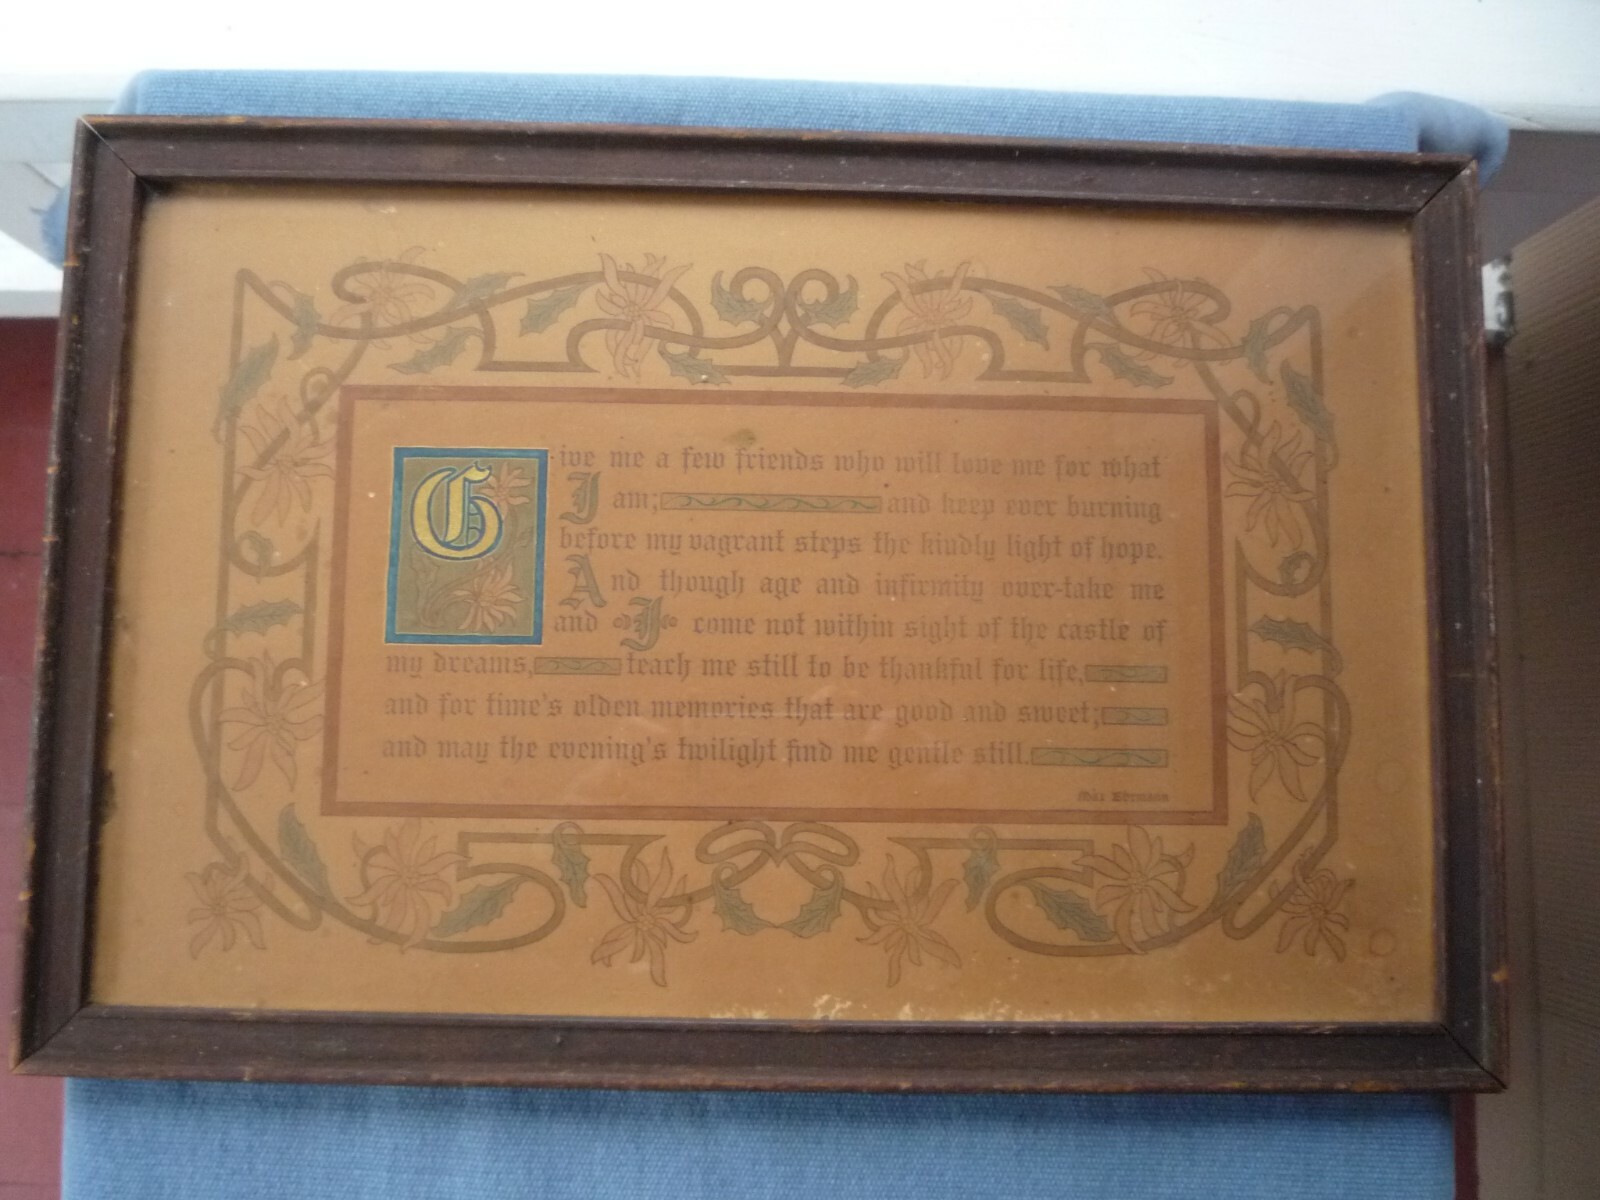 Give me a few friends who will love me for what
I am; and keep ever burning
before my vagrant steps the kindly light of hope.
And though age and infirmity over-take me
and I come not within sight of the castle of
my dreams, teach me still to be thankful for life,
and for time's olden memories that are good and sweet;
and may the evening's twilight find me gentle still.
Max Ehrmann